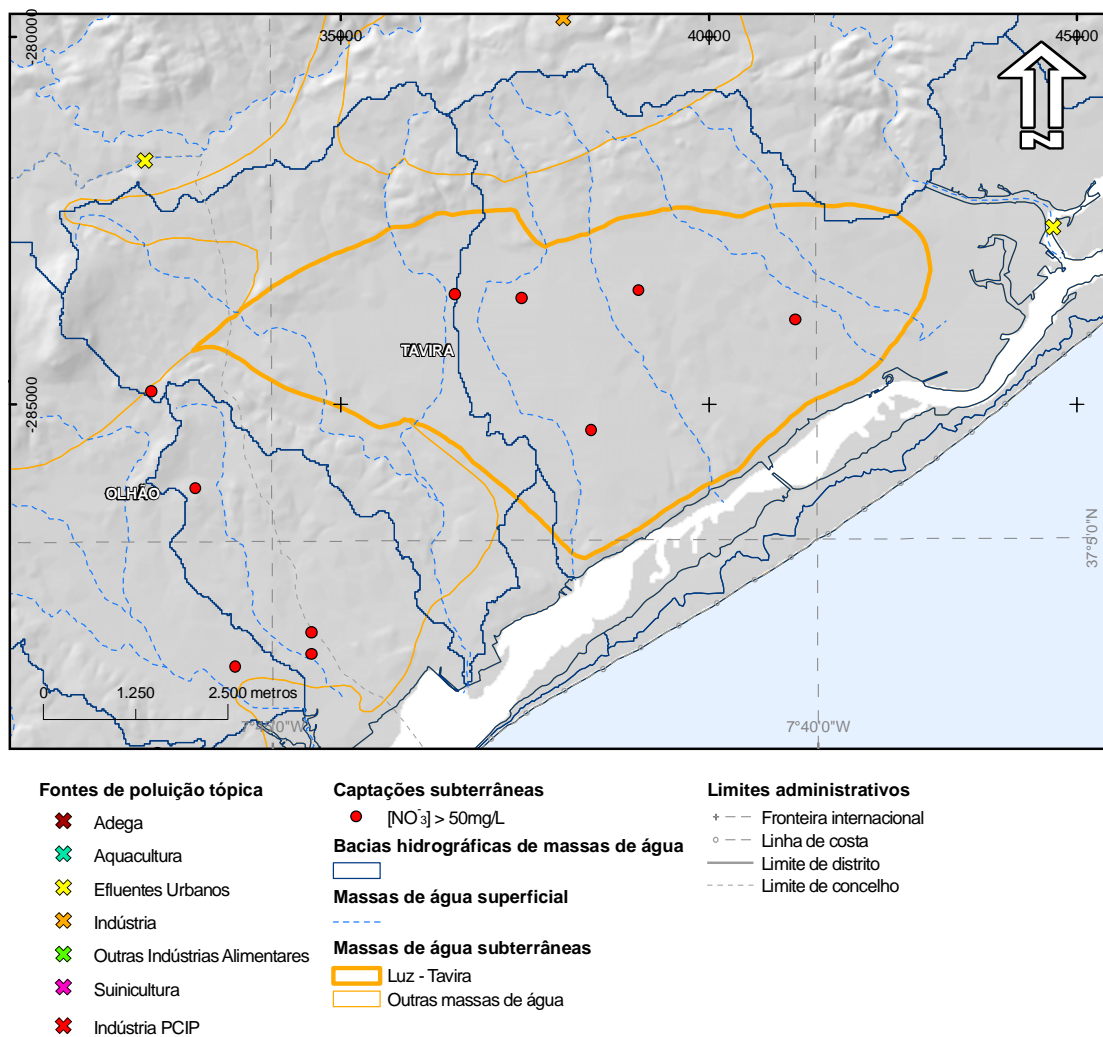 35000
40000
45000
-280000
-285000
N
TAVIRA
OLHÃO
37°5'0"N
0
1.250
2.500 metros
7°40'0"W
Fontes de poluição tópica
Adega
Aquacultura
Efluentes Urbanos
Indústria
Outras Indústrias Alimentares
Suinicultura
Indústria PCIP
Captações subterrâneas
[NO⁻₃] > 50mg/L
Bacias hidrográficas de massas de água
Massas de água superficial
Massas de água subterrâneas
Luz - Tavira
Outras massas de água
Limites administrativos
Fronteira internacional
Linha de costa
Limite de distrito
Limite de concelho